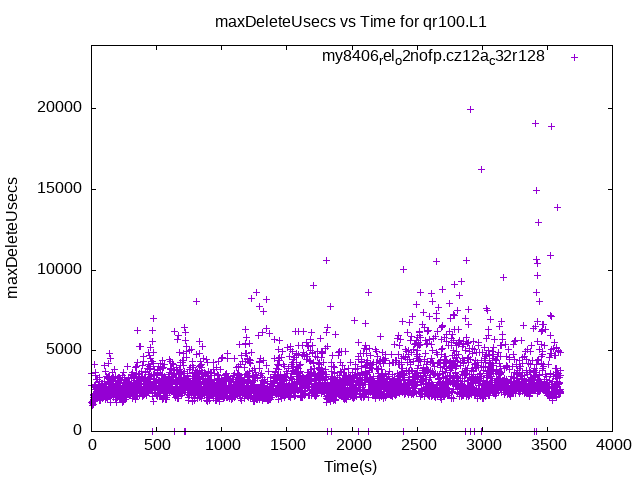 maxDeleteUsecs vs Time for qr100.L1
my8406_rel_o2nofp.cz12a_c32r128
20000
15000
10000
5000
0
maxDeleteUsecs
0 500 1000 1500 2000 2500 3000 3500 4000
Time(s)